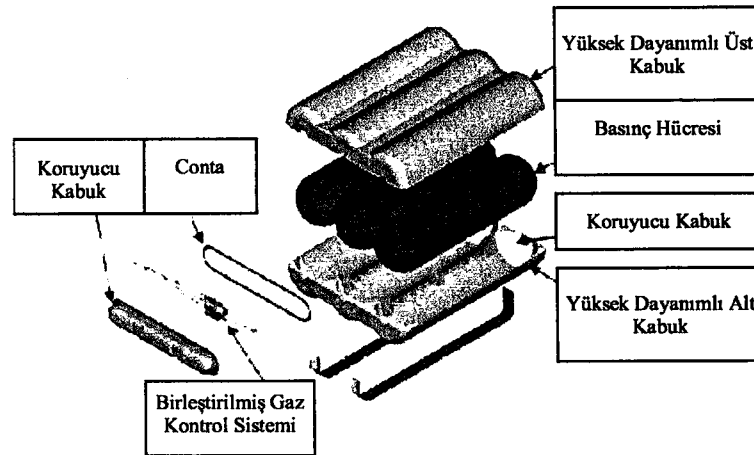 Yüksek Dayanımlı Üst
Kabuk
Basınç Hücresi
Koruyucu
Kabuk
Conta
Koruyucu Kabuk
Yüksek Dayanımlı Alt
Kabuk
Birleştirilmiş Gaz
Kontrol Sistemi